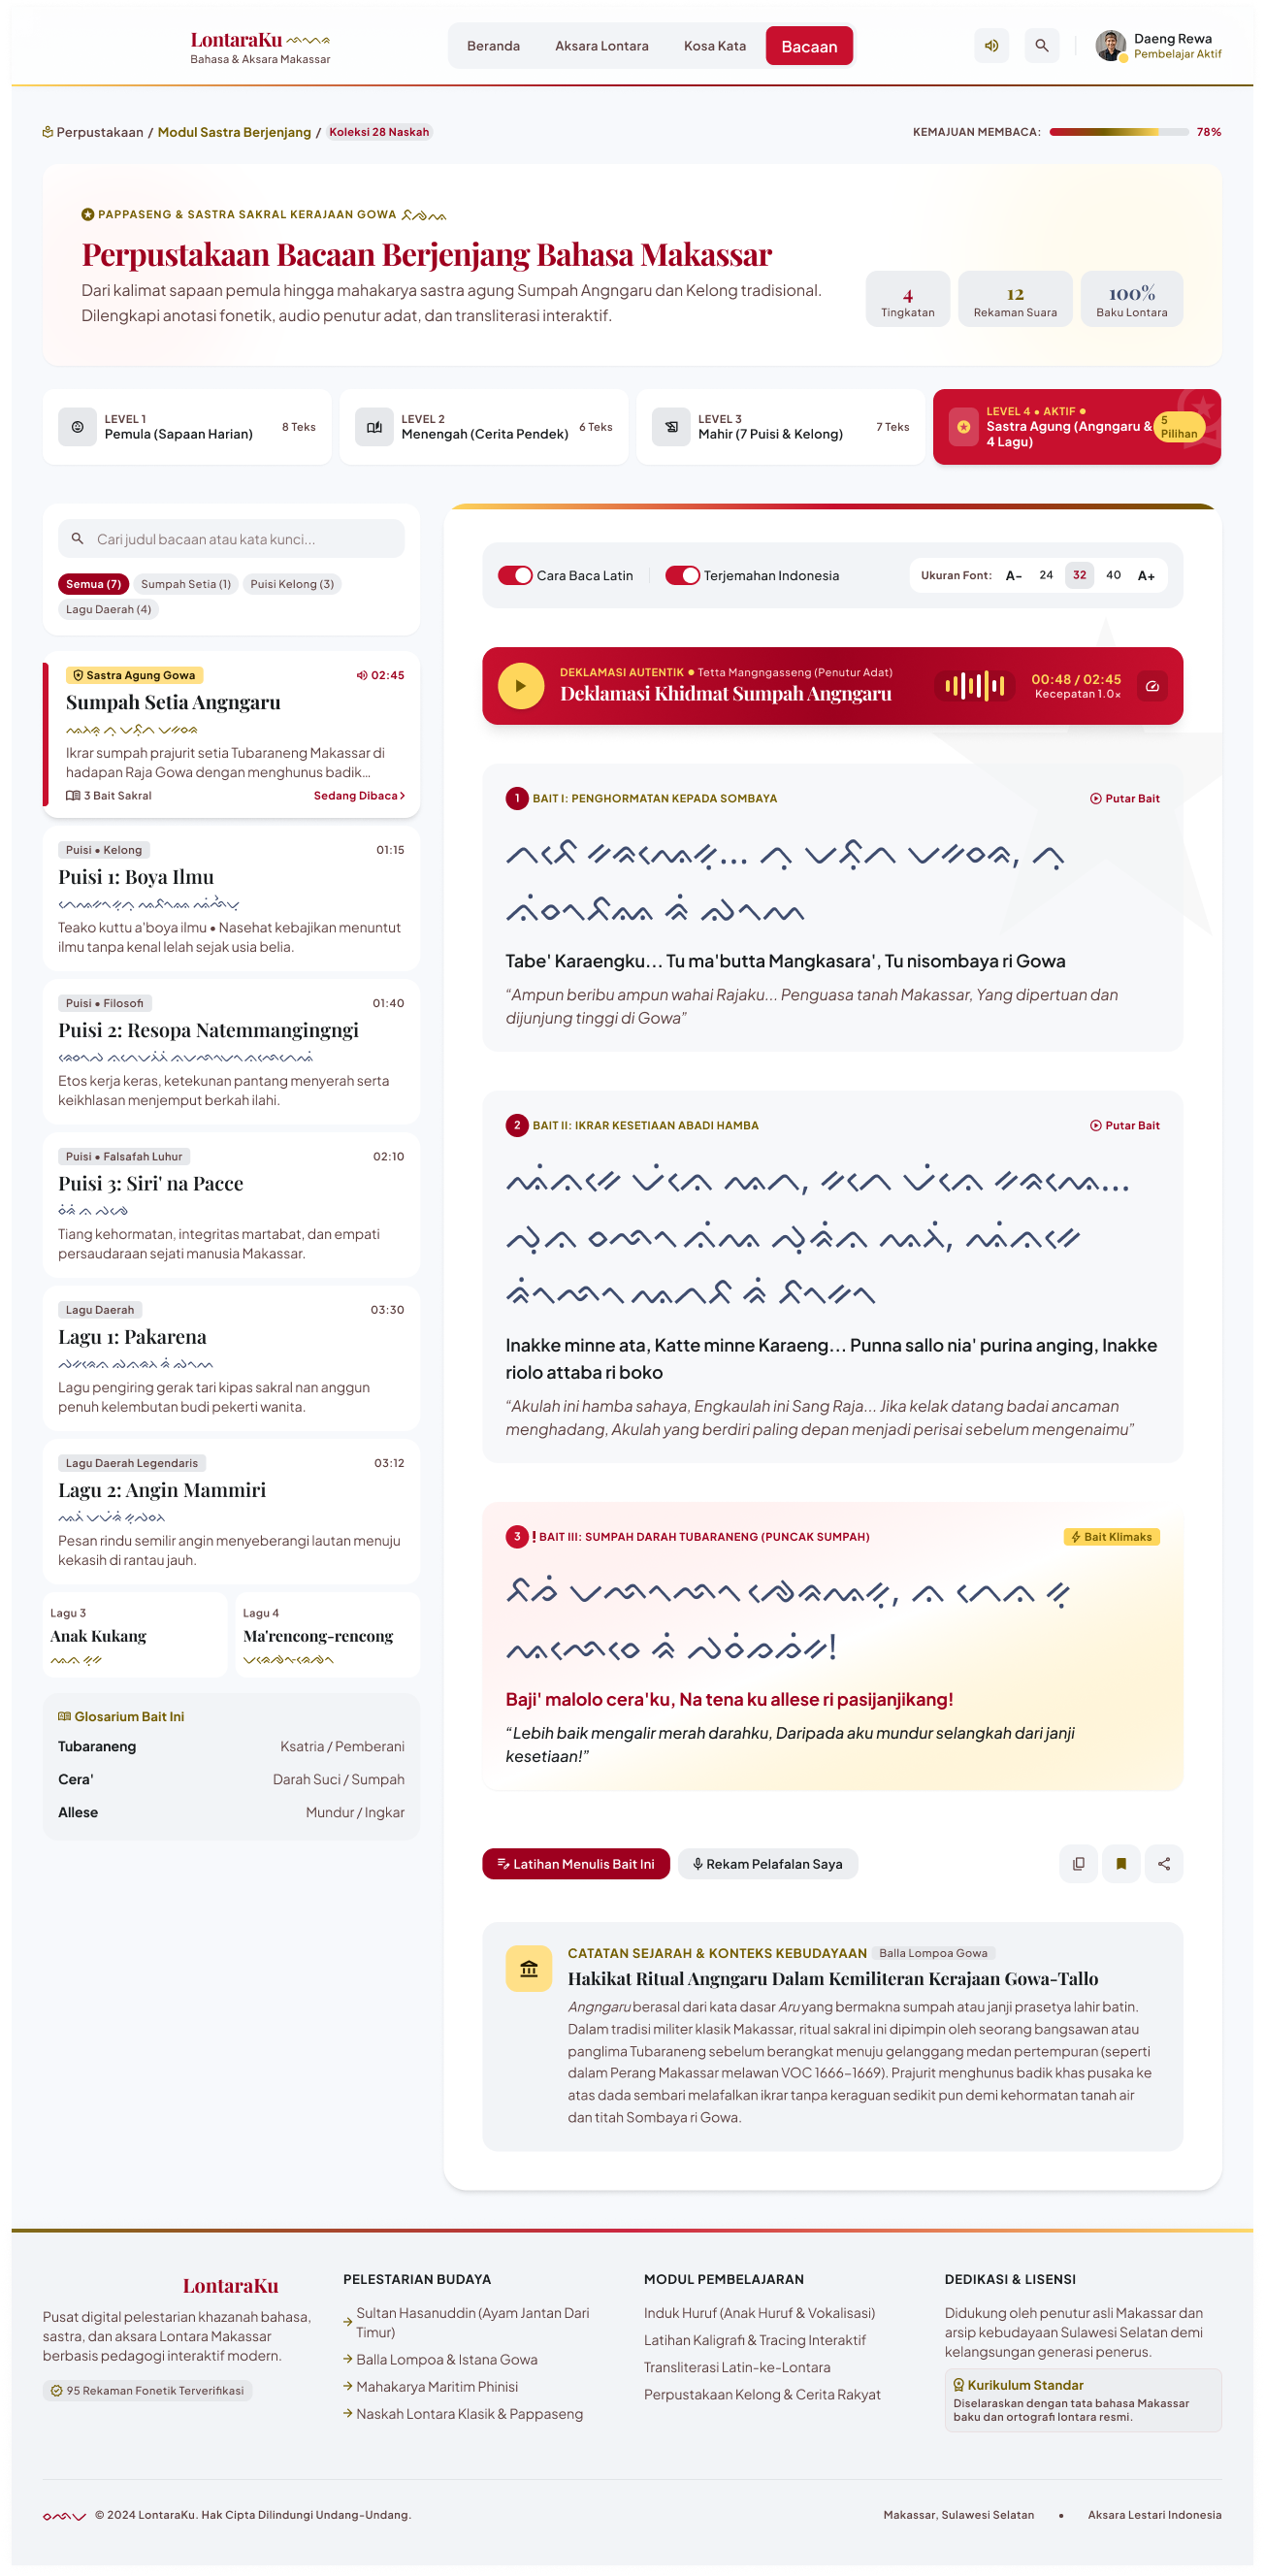 LontaraKu
Bahasa & Aksara Makassar
Beranda
Aksara Lontara
Kosa Kata
Bacaan
Daeng Rewa
Pembelajar Aktif
Perpustakaan / Modul Sastra Berjenjang / Koleksi 28 Naskah
KEMAJUAN MEMBACA: 78%
PAPPASENG & SASTRA SAKRAL KERAJAAN GOWA
Perpustakaan Bacaan Berjenjang Bahasa Makassar
Dari kalimat sapaan pemula hingga mahakarya sastra agung Sumpah Angngaru dan Kelong tradisional.
Dilengkapi anotasi fonetik, audio penutur adat, dan transliterasi interaktif.
4
Tingkatan
12
Rekaman Suara
100%
Baku Lontara
LEVEL 1
Pemula (Sapaan Harian)
8 Teks
LEVEL 2
Menengah (Cerita Pendek)
6 Teks
LEVEL 3
Mahir (7 Puisi & Kelong)
7 Teks
LEVEL 4 • AKTIF
Sastra Agung (Angngaru &
4 Lagu)
5
Pilihan
Cari judul bacaan atau kata kunci...
Semua (7)
Sumpah Setia (1)
Puisi Kelong (3)
Lagu Daerah (4)
Sastra Agung Gowa
02:45
Sumpah Setia Angngaru
Ikrar sumpah prajurit setia Tubaraneng Makassar di
hadapan Raja Gowa dengan menghunus badik...
3 Bait Sakral
Sedang Dibaca
Puisi • Kelong
01:15
Puisi 1: Boya Ilmu
Teako kuttu a'boya ilmu • Nasehat kebajikan menuntut
ilmu tanpa kenal lelah sejak usia belia.
Puisi • Filosofi
01:40
Puisi 2: Resopa Natemmangingngi
Etos kerja keras, ketekunan pantang menyerah serta
keikhlasan menjemput berkah ilahi.
Puisi • Falsafah Luhur
02:10
Puisi 3: Siri' na Pacce
Tiang kehormatan, integritas martabat, dan empati
persaudaraan sejati manusia Makassar.
Lagu Daerah
03:30
Lagu 1: Pakarena
Lagu pengiring gerak tari kipas sakral nan anggun
penuh kelembutan budi pekerti wanita.
Lagu Daerah Legendaris
03:12
Lagu 2: Angin Mammiri
Pesan rindu semilir angin menyeberangi lautan menuju
kekasih di rantau jauh.
Lagu 3
Anak Kukang
Lagu 4
Ma'rencong-rencong
Glosarium Bait Ini
Tubaraneng
Ksatria / Pemberani
Cera'
Darah Suci / Sumpah
Allese
Mundur / Ingkar
Cara Baca Latin
Terjemahan Indonesia
Ukuran Font: A- 24 32 40 A+
DEKLAMASI AUTENTIK • Tetta Mangngasseng (Penutur Adat)
Deklamasi Khidmat Sumpah Angngaru
00:48 / 02:45
Kecepatan 1.0x
1 BAIT I: PENGHORMATAN KEPADA SOMBAYA
Putar Bait
Tabe' Karaengku... Tu ma'butta Mangkasara', Tu nisombaya ri Gowa
“Ampun beribu ampun wahai Rajaku... Penguasa tanah Makassar, Yang dipertuan dan
dijunjung tinggi di Gowa”
2 BAIT II: IKRAR KESETIAAN ABADI HAMBA
Putar Bait
Inakke minne ata, Katte minne Karaeng... Punna sallo nia' purina anging, Inakke
riolo attaba ri boko
“Akulah ini hamba sahaya, Engkaulah ini Sang Raja... Jika kelak datang badai ancaman
menghadang, Akulah yang berdiri paling depan menjadi perisai sebelum mengenaimu”
3 ! BAIT III: SUMPAH DARAH TUBARANENG (PUNCAK SUMPAH)
Bait Klimaks
Baji' malolo cera'ku, Na tena ku allese ri pasijanjikang!
“Lebih baik mengalir merah darahku, Daripada aku mundur selangkah dari janji
kesetiaan!”
Latihan Menulis Bait Ini
Rekam Pelafalan Saya
CATATAN SEJARAH & KONTEKS KEBUDAYAAN
Balla Lompoa Gowa
Hakikat Ritual Angngaru Dalam Kemiliteran Kerajaan Gowa-Tallo
Angngaru berasal dari kata dasar Aru yang bermakna sumpah atau janji prasetya lahir batin.
Dalam tradisi militer klasik Makassar, ritual sakral ini dipimpin oleh seorang bangsawan atau
panglima Tubaraneng sebelum berangkat menuju gelanggang medan pertempuran (seperti
dalam Perang Makassar melawan VOC 1666–1669). Prajurit menghunus badik khas pusaka ke
atas dada sembari melafalkan ikrar tanpa keraguan sedikit pun demi kehormatan tanah air
dan titah Sombaya ri Gowa.
LontaraKu
Pusat digital pelestarian khazanah bahasa,
sastra, dan aksara Lontara Makassar
berbasis pedagogi interaktif modern.
95 Rekaman Fonetik Terverifikasi
PELESTARIAN BUDAYA
Sultan Hasanuddin (Ayam Jantan Dari
Timur)
Balla Lompoa & Istana Gowa
Mahakarya Maritim Phinisi
Naskah Lontara Klasik & Pappaseng
MODUL PEMBELAJARAN
Induk Huruf (Anak Huruf & Vokalisasi)
Latihan Kaligrafi & Tracing Interaktif
Transliterasi Latin-ke-Lontara
Perpustakaan Kelong & Cerita Rakyat
DEDIKASI & LISENSI
Didukung oleh penutur asli Makassar dan
arsip kebudayaan Sulawesi Selatan demi
kelangsungan generasi penerus.
Kurikulum Standar
Diselaraskan dengan tata bahasa Makassar
baku dan ortografi lontara resmi.
© 2024 LontaraKu. Hak Cipta Dilindungi Undang-Undang.
Makassar, Sulawesi Selatan • Aksara Lestari Indonesia